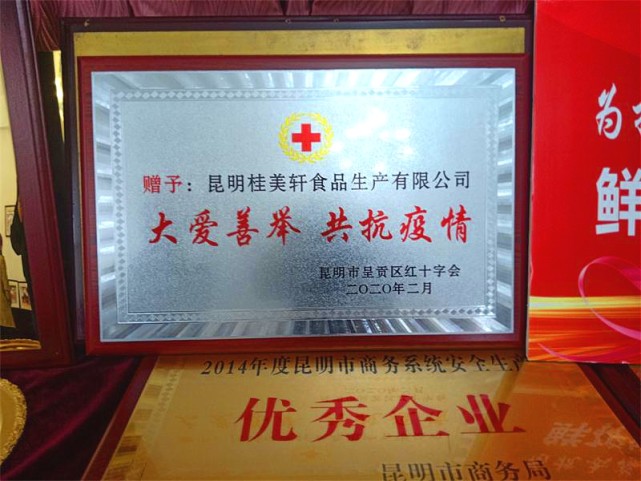 赠予：昆明桂美轩食品生产有限公司
大爱善举 共抗疫情
昆明市呈贡区红十字会
二〇二〇年二月
为
鲜
2014年度昆明市商务系统安全生产
优秀企业
昆明市商务局